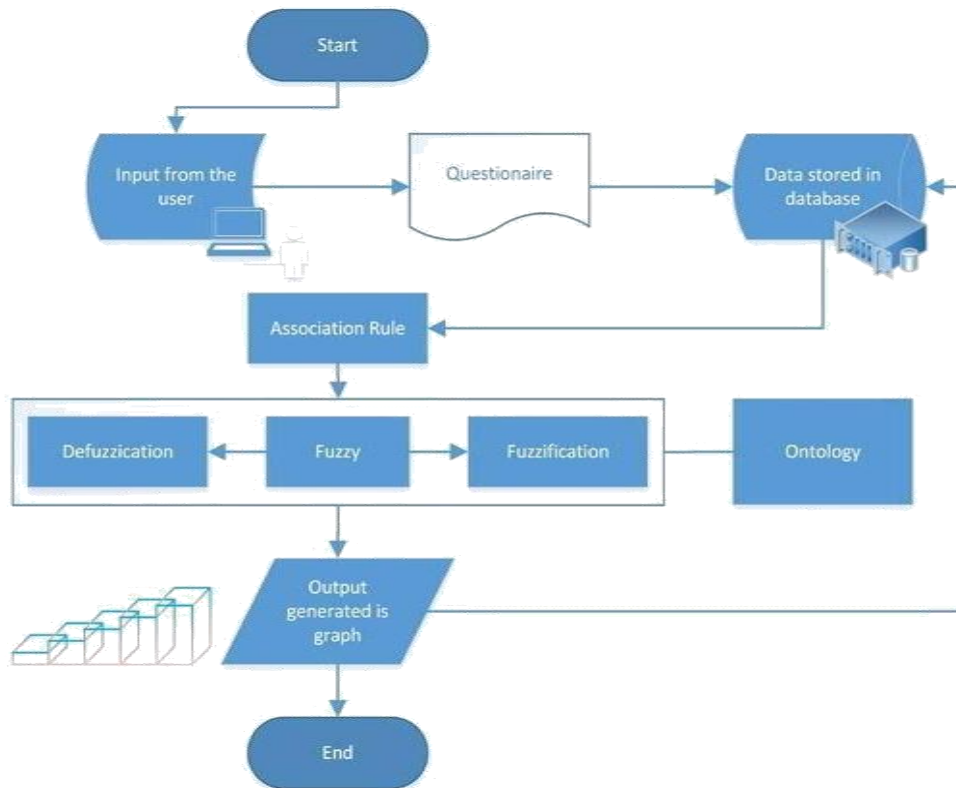 Start
Input from the
user
Questionaire
Data stored in
database
Association Rule
Defuzzication
Fuzzy
Fuzzification
Ontology
Output
generated is
graph
End